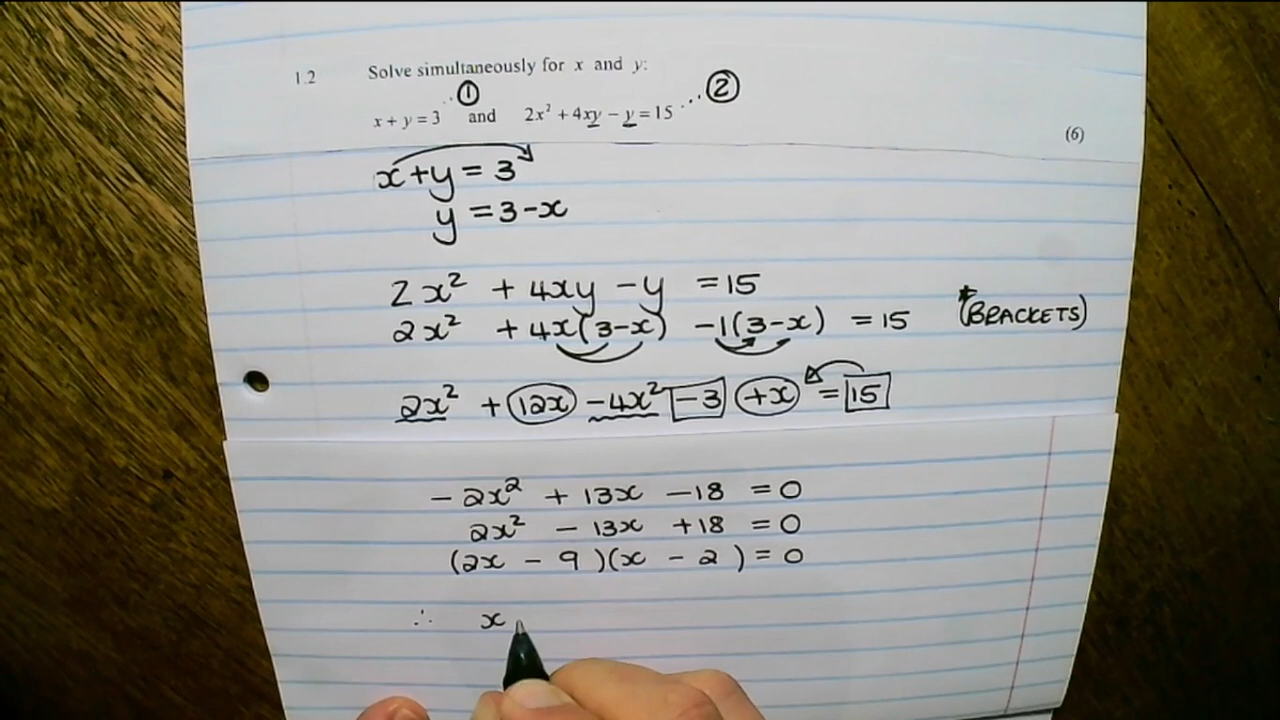 1.2 Solve simultaneously for x and y:
x + y = 3 ... ① and 2x² + 4xy − y = 15 ... ②
(6)
x + y = 3
y = 3 - x
2x² + 4xy - y = 15
2x² + 4x(3-x) -1(3-x) = 15 *(BRACKETS)
2x² + 12x - 4x² - 3 + x = 15
- 2x² + 13x - 18 = 0
2x² - 13x + 18 = 0
(2x - 9)(x - 2) = 0
∴ x